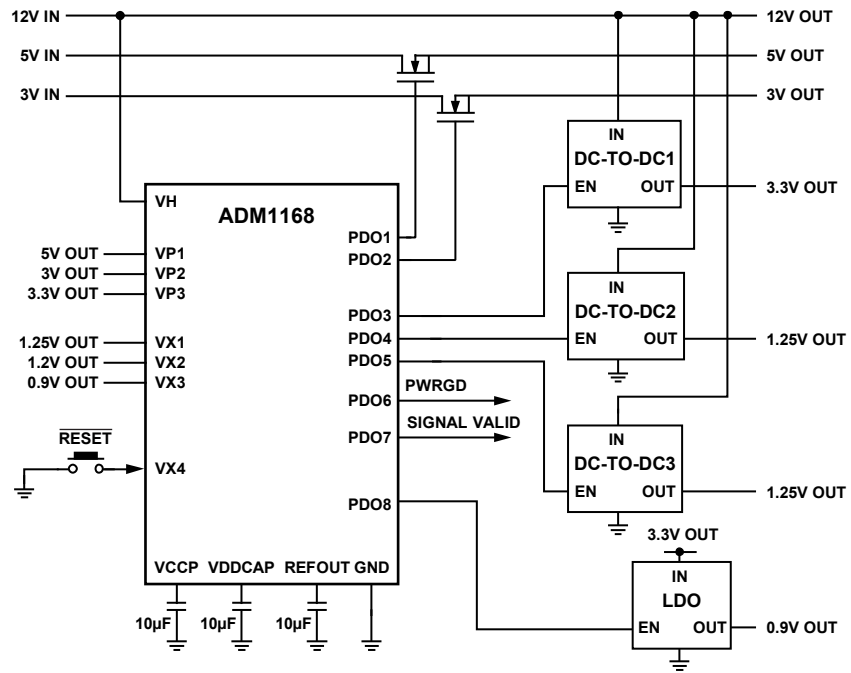 12V IN
12V OUT
5V IN
5V OUT
3V IN
3V OUT
IN
DC-TO-DC1
EN OUT
3.3V OUT
VH
ADM1168
PDO1
PDO2
5V OUT
VP1
3V OUT
VP2
3.3V OUT
VP3
IN
DC-TO-DC2
EN OUT
1.25V OUT
PDO3
PDO4
PDO5
1.25V OUT
VX1
1.2V OUT
VX2
0.9V OUT
VX3
PDO6
PWRGD
PDO7
SIGNAL VALID
RESET
VX4
IN
DC-TO-DC3
EN OUT
1.25V OUT
PDO8
3.3V OUT
IN
LDO
EN OUT
0.9V OUT
VCCP VDDCAP REFOUT GND
10µF 10µF 10µF